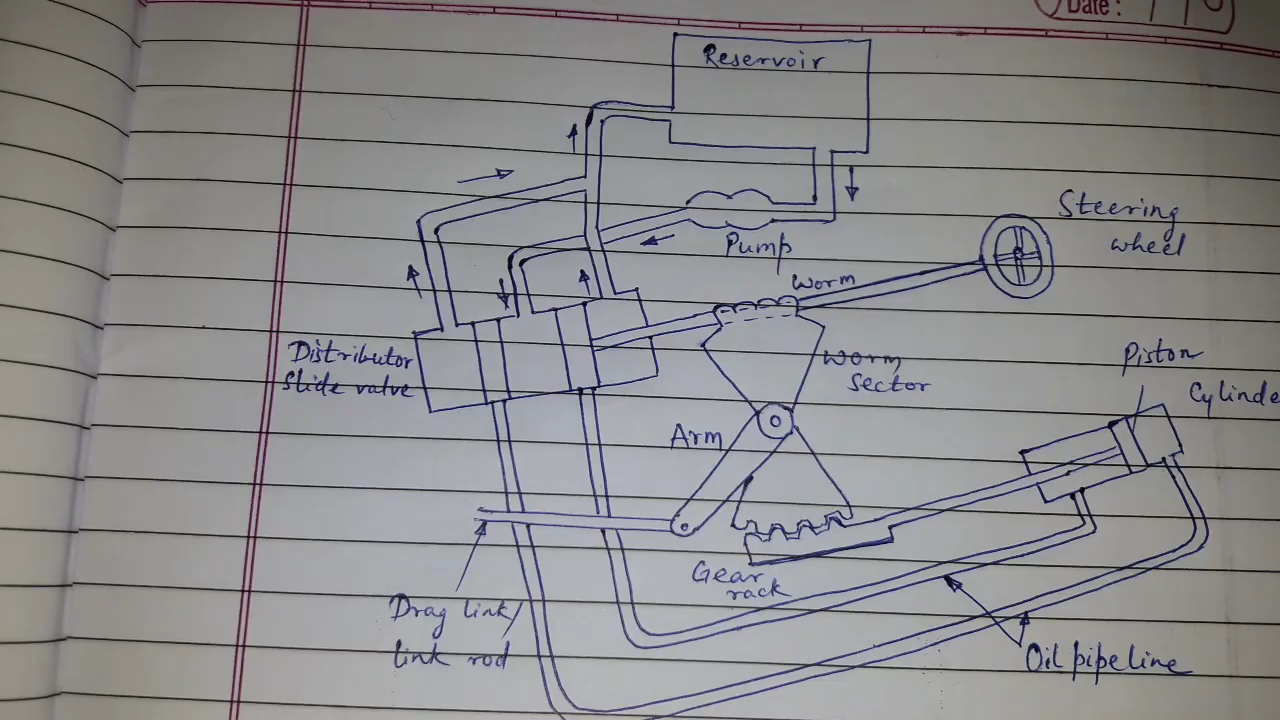 Date :
Reservoir
Steering
wheel
Pump
Worm
Distributor
slide valve
Worm
sector
Piston
Arm
Gear
rack
Drag link/
link rod
Oil pipeline